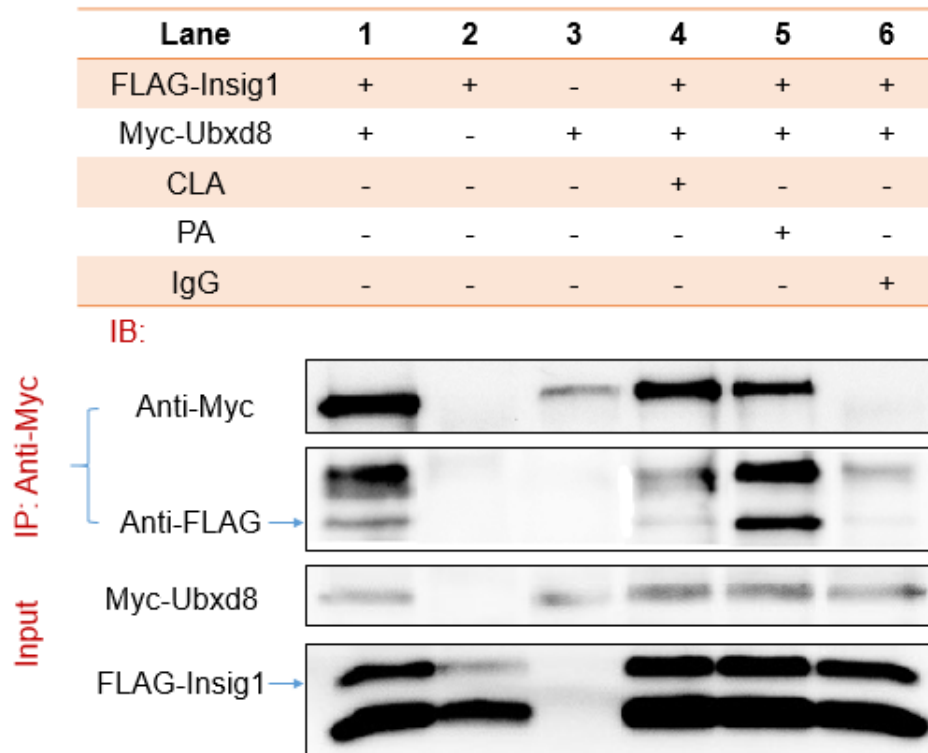 Lane 1 2 3 4 5 6
FLAG-Insig1 + + - + + +
Myc-Ubxd8 + - + + + +
CLA - - - + - -
PA - - - - + -
IgG - - - - - +
IB:
IP: Anti-Myc
Anti-Myc
Anti-FLAG
Input
Myc-Ubxd8
FLAG-Insig1